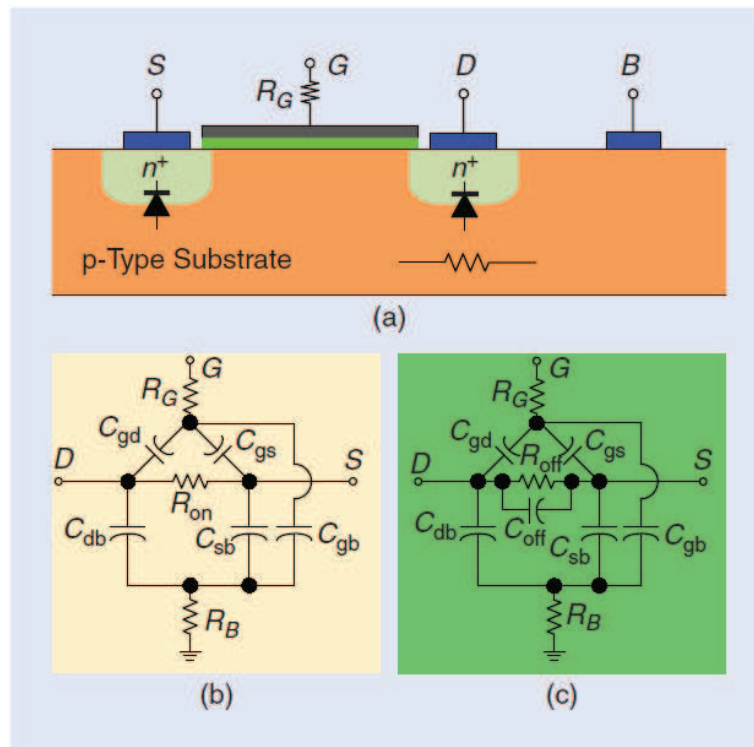 S G D B
R_G
n+ n+
p-Type Substrate
(a)
G
R_G
C_gd C_gs
D S
R_on
C_db C_sb C_gb
R_B
(b)
G
R_G
C_gd R_off C_gs
D S
C_off
C_db C_sb C_gb
R_B
(c)